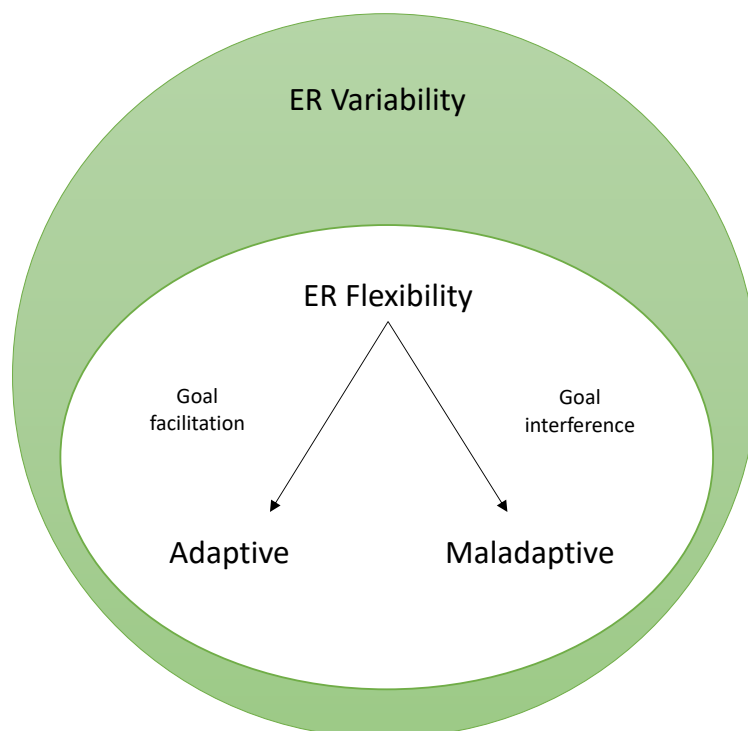 ER Variability
ER Flexibility
Goal
facilitation
Goal
interference
Adaptive
Maladaptive